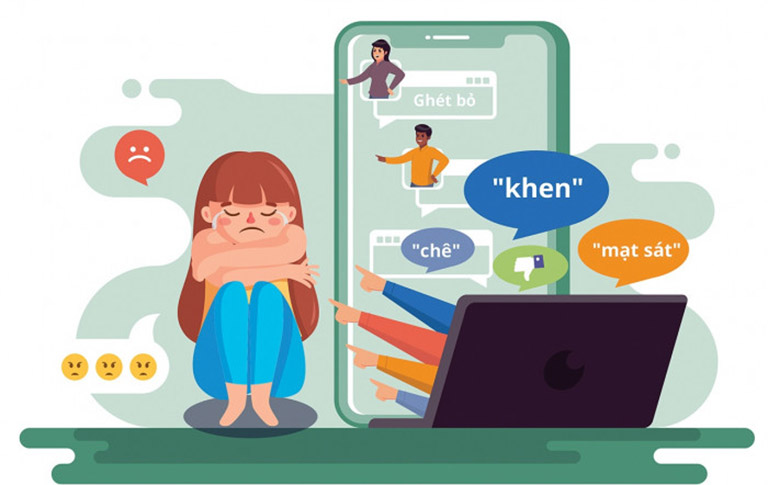 Ghét bỏ
"khen"
"chê"
"mạt sát"